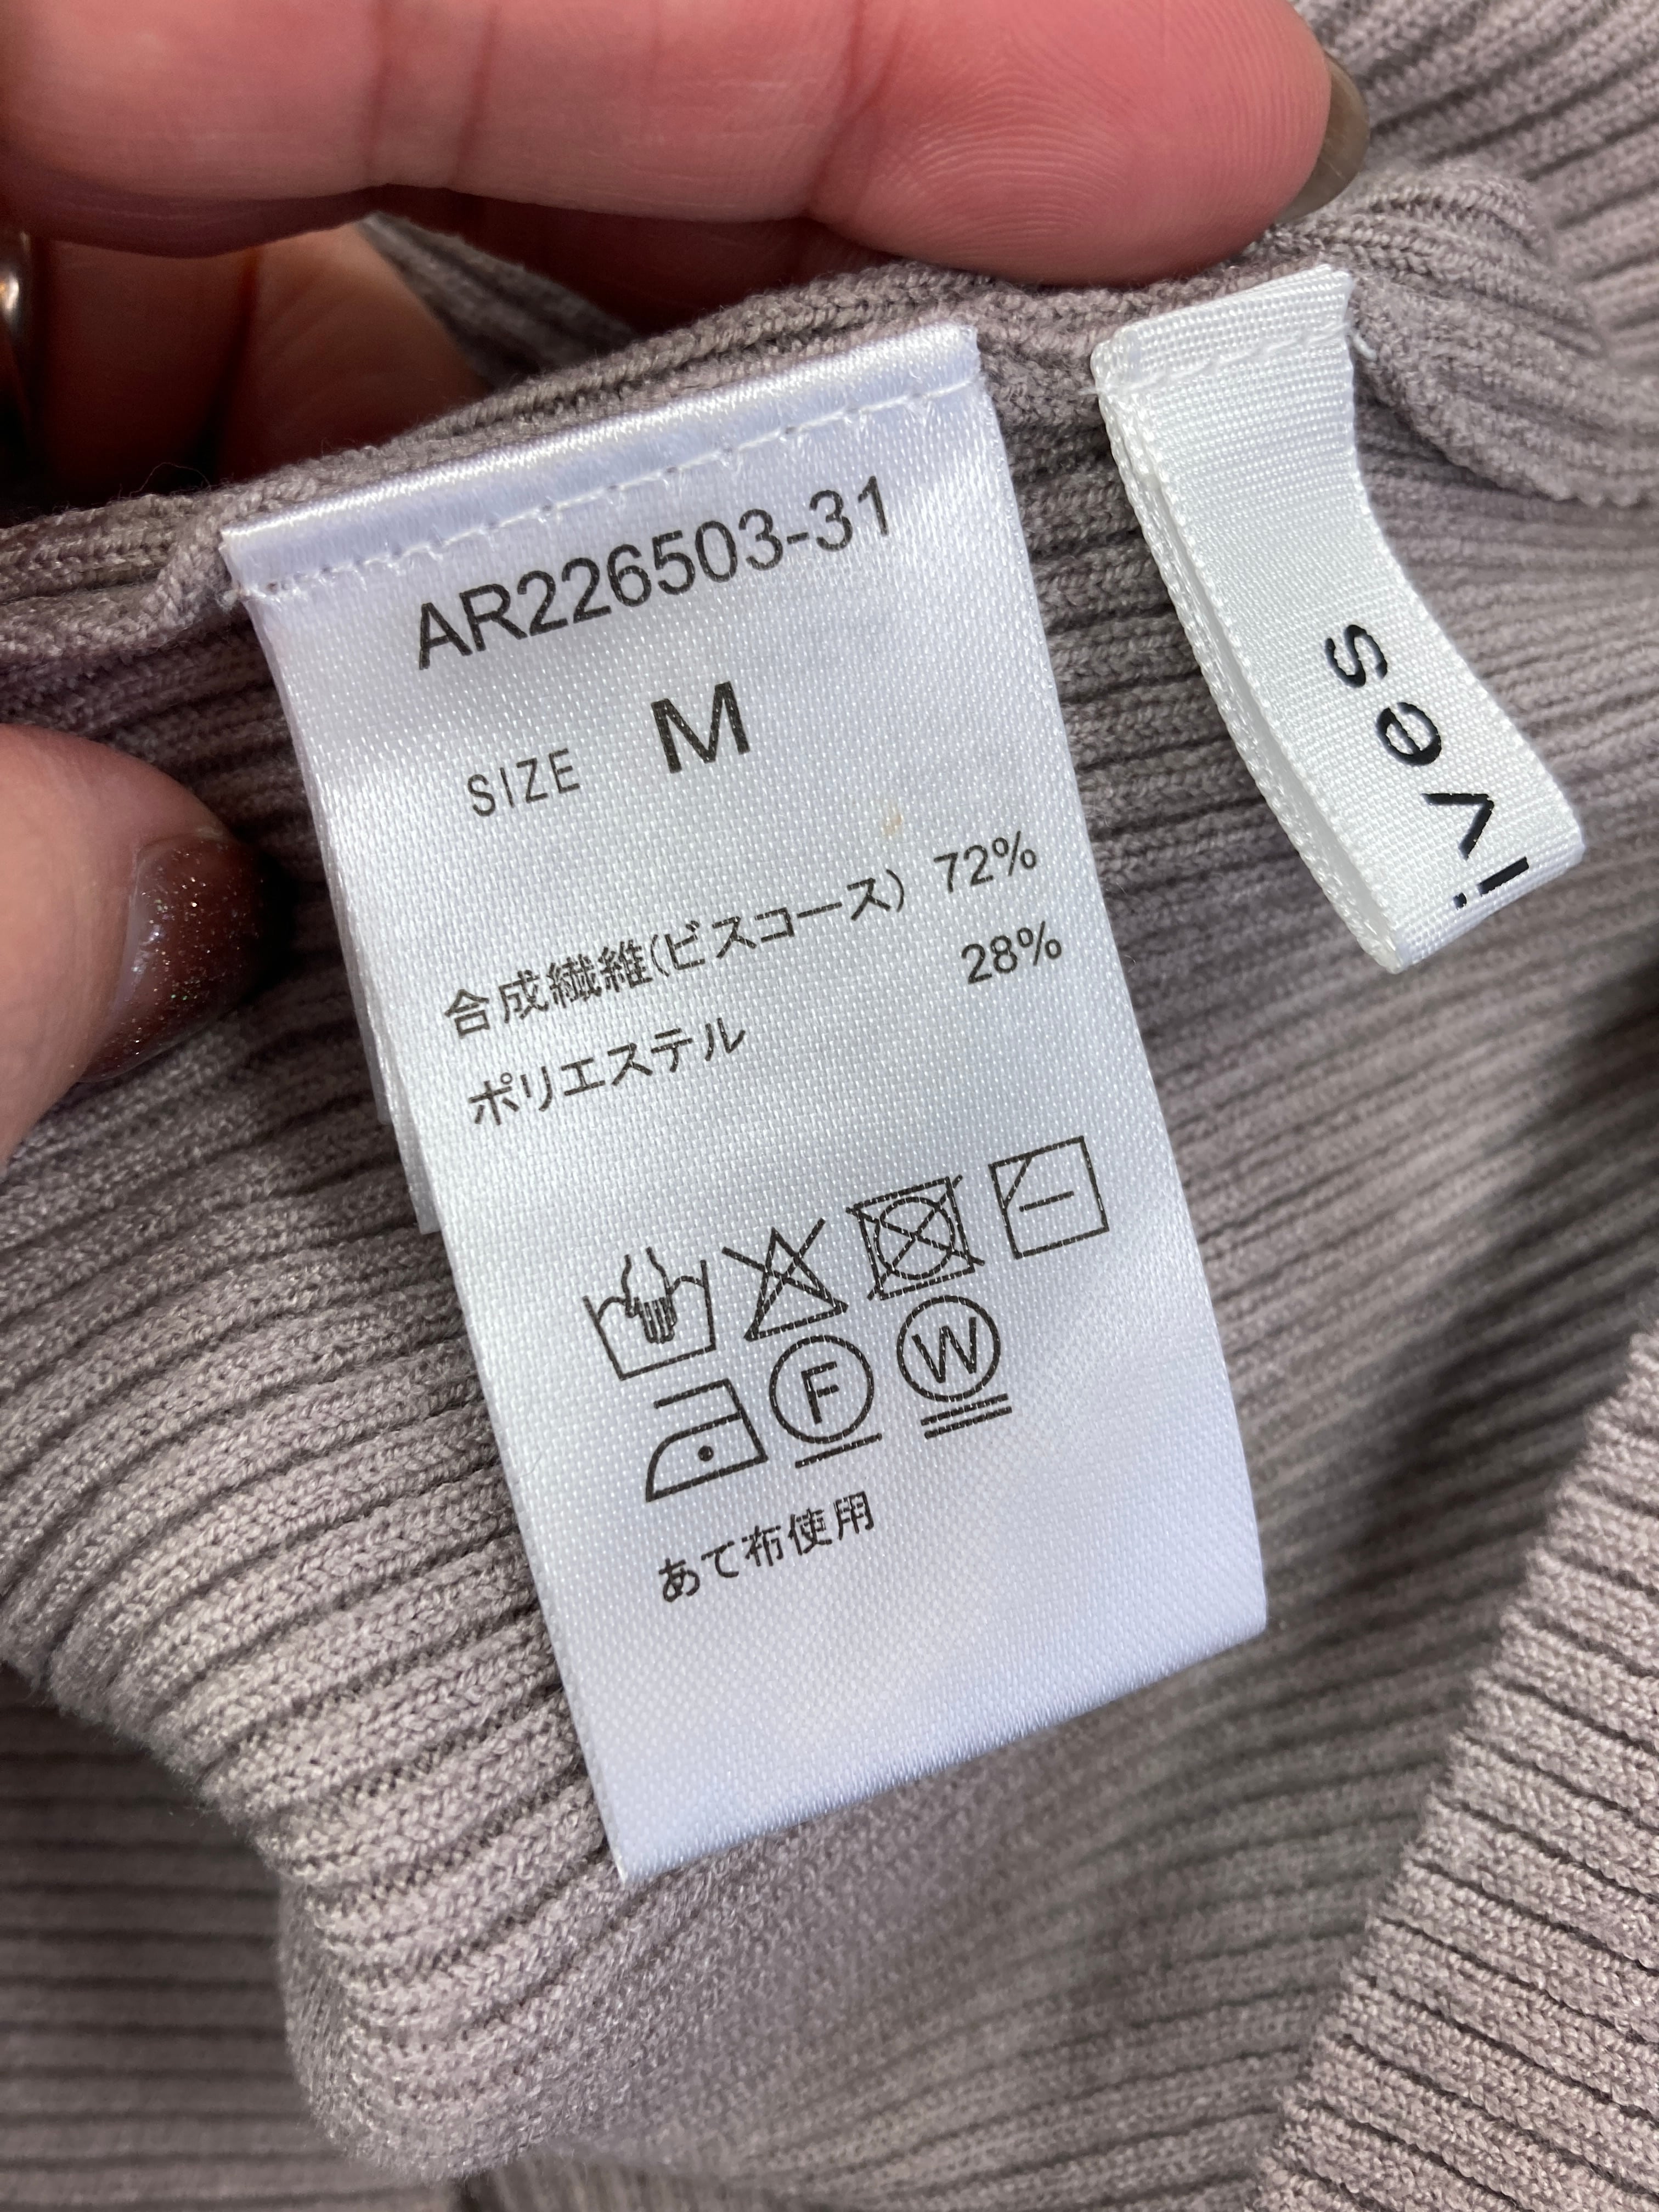 AR226503-31
SIZE M
合成繊維(ビスコース) 72%
ポリエステル 28%
F W
あて布使用
ives